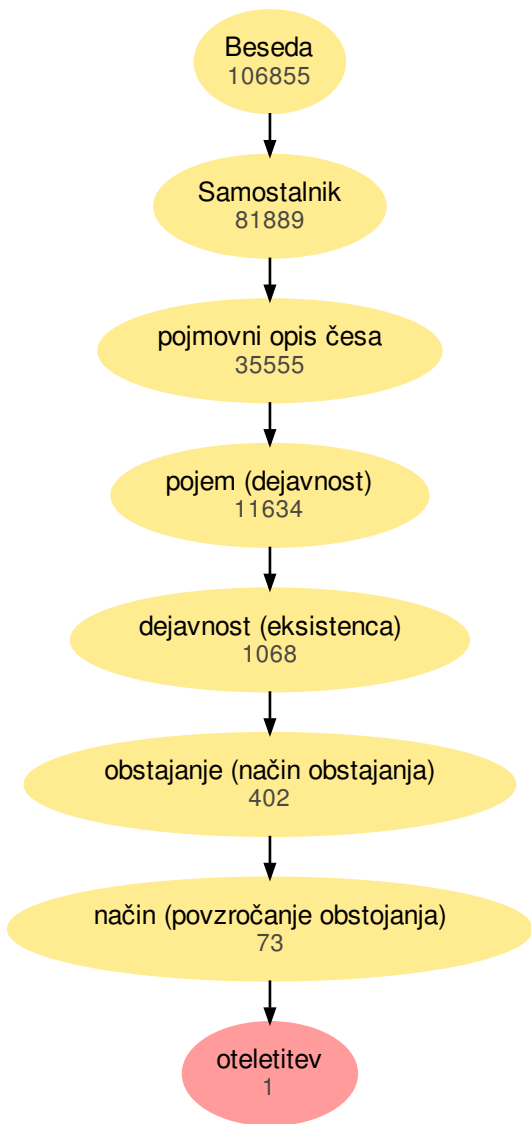 Beseda
106855
Samostalnik
81889
pojmovni opis česa
35555
pojem (dejavnost)
11634
dejavnost (eksistenca)
1068
obstajanje (način obstajanja)
402
način (povzročanje obstojanja)
73
oteletitev
1